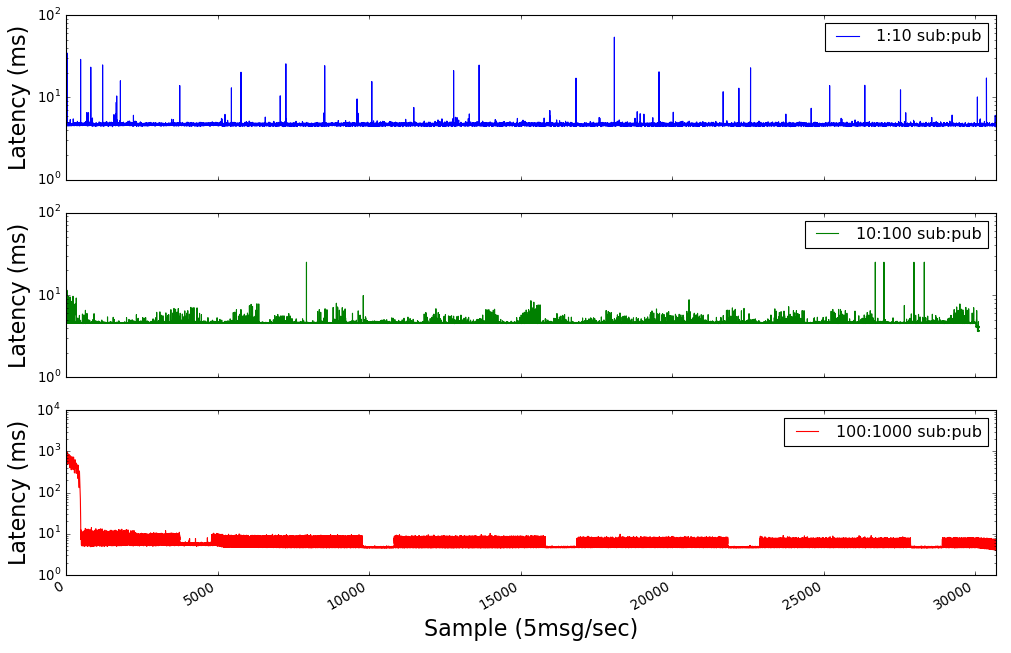 10²
10¹
10⁰
Latency (ms)
1:10 sub:pub
10²
10¹
10⁰
Latency (ms)
10:100 sub:pub
10⁴
10³
10²
10¹
10⁰
Latency (ms)
100:1000 sub:pub
0 5000 10000 15000 20000 25000 30000
Sample (5msg/sec)